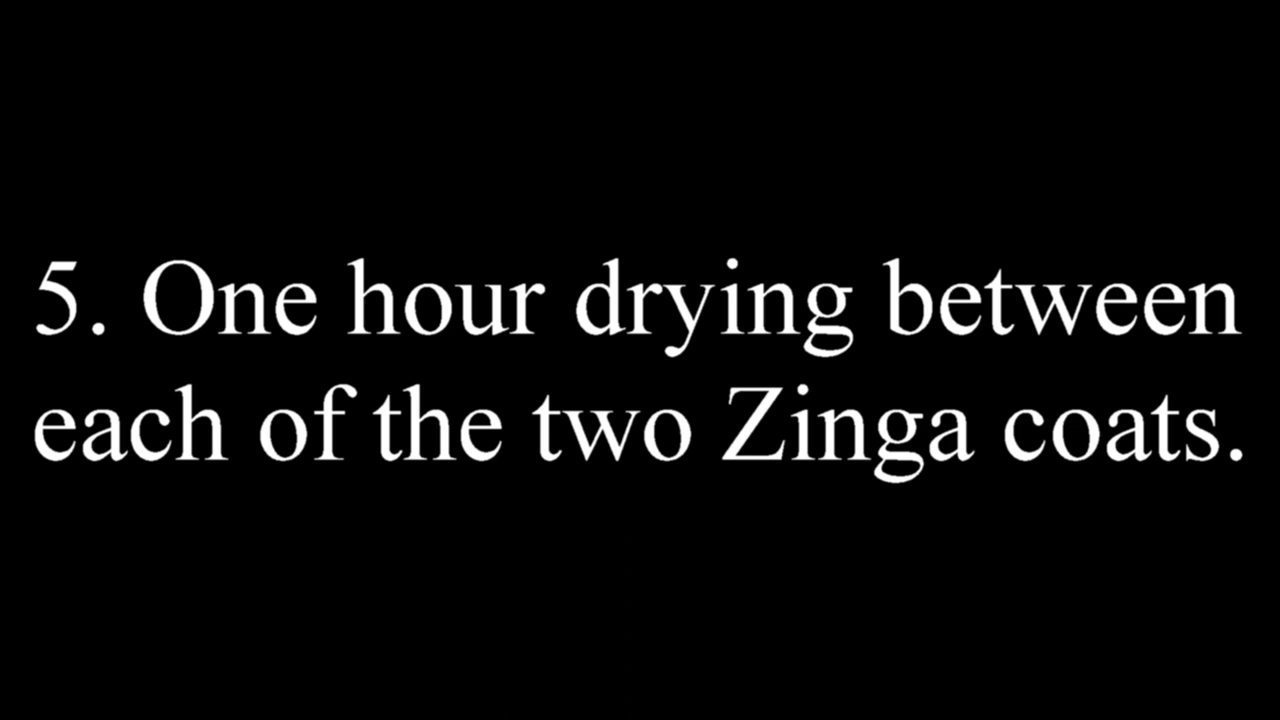 5. One hour drying between
each of the two Zinga coats.